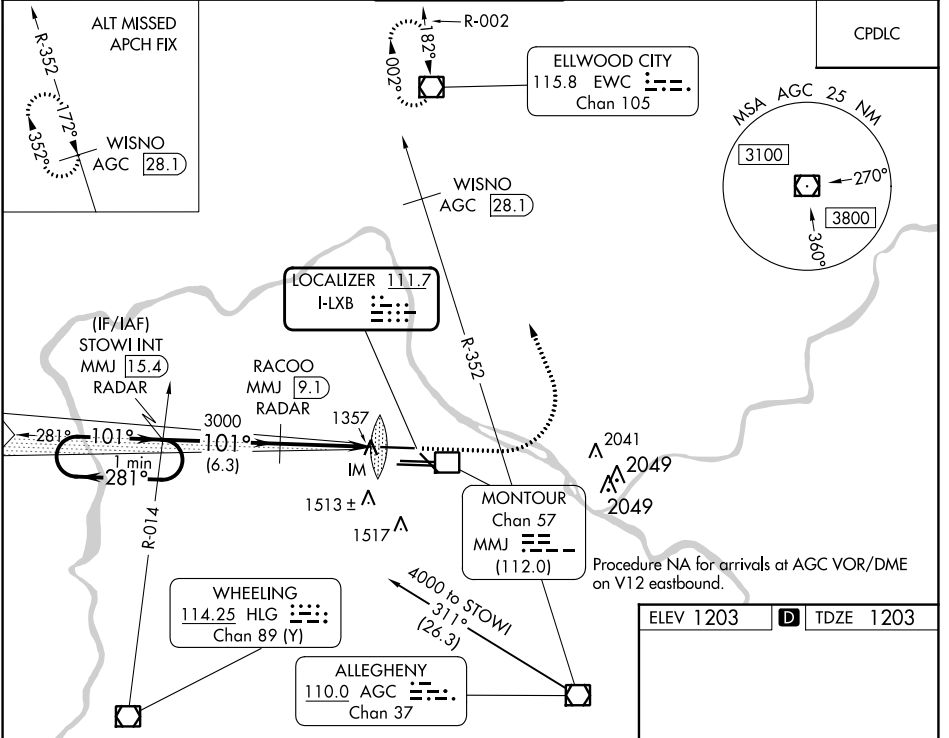 ALT MISSED
APCH FIX
R-352
172°
352°
WISNO
AGC 28.1
R-002
182°
002°
ELLWOOD CITY
115.8 EWC
Chan 105
CPDLC
MSA AGC 25 NM
3100
270°
3800
360°
WISNO
AGC 28.1
LOCALIZER 111.7
I-LXB
R-352
(IF/IAF)
STOWI INT
MMJ 15.4
RADAR
RACOO
MMJ 9.1
RADAR
281°
101°
1 min
281°
3000
101°
(6.3)
1357
IM
1513 ±
1517
2041
2049
2049
MONTOUR
Chan 57
MMJ
(112.0)
R-014
Procedure NA for arrivals at AGC VOR/DME
on V12 eastbound.
4000 to STOWI
311°
(26.3)
WHEELING
114.25 HLG
Chan 89 (Y)
ALLEGHENY
110.0 AGC
Chan 37
ELEV 1203 D TDZE 1203